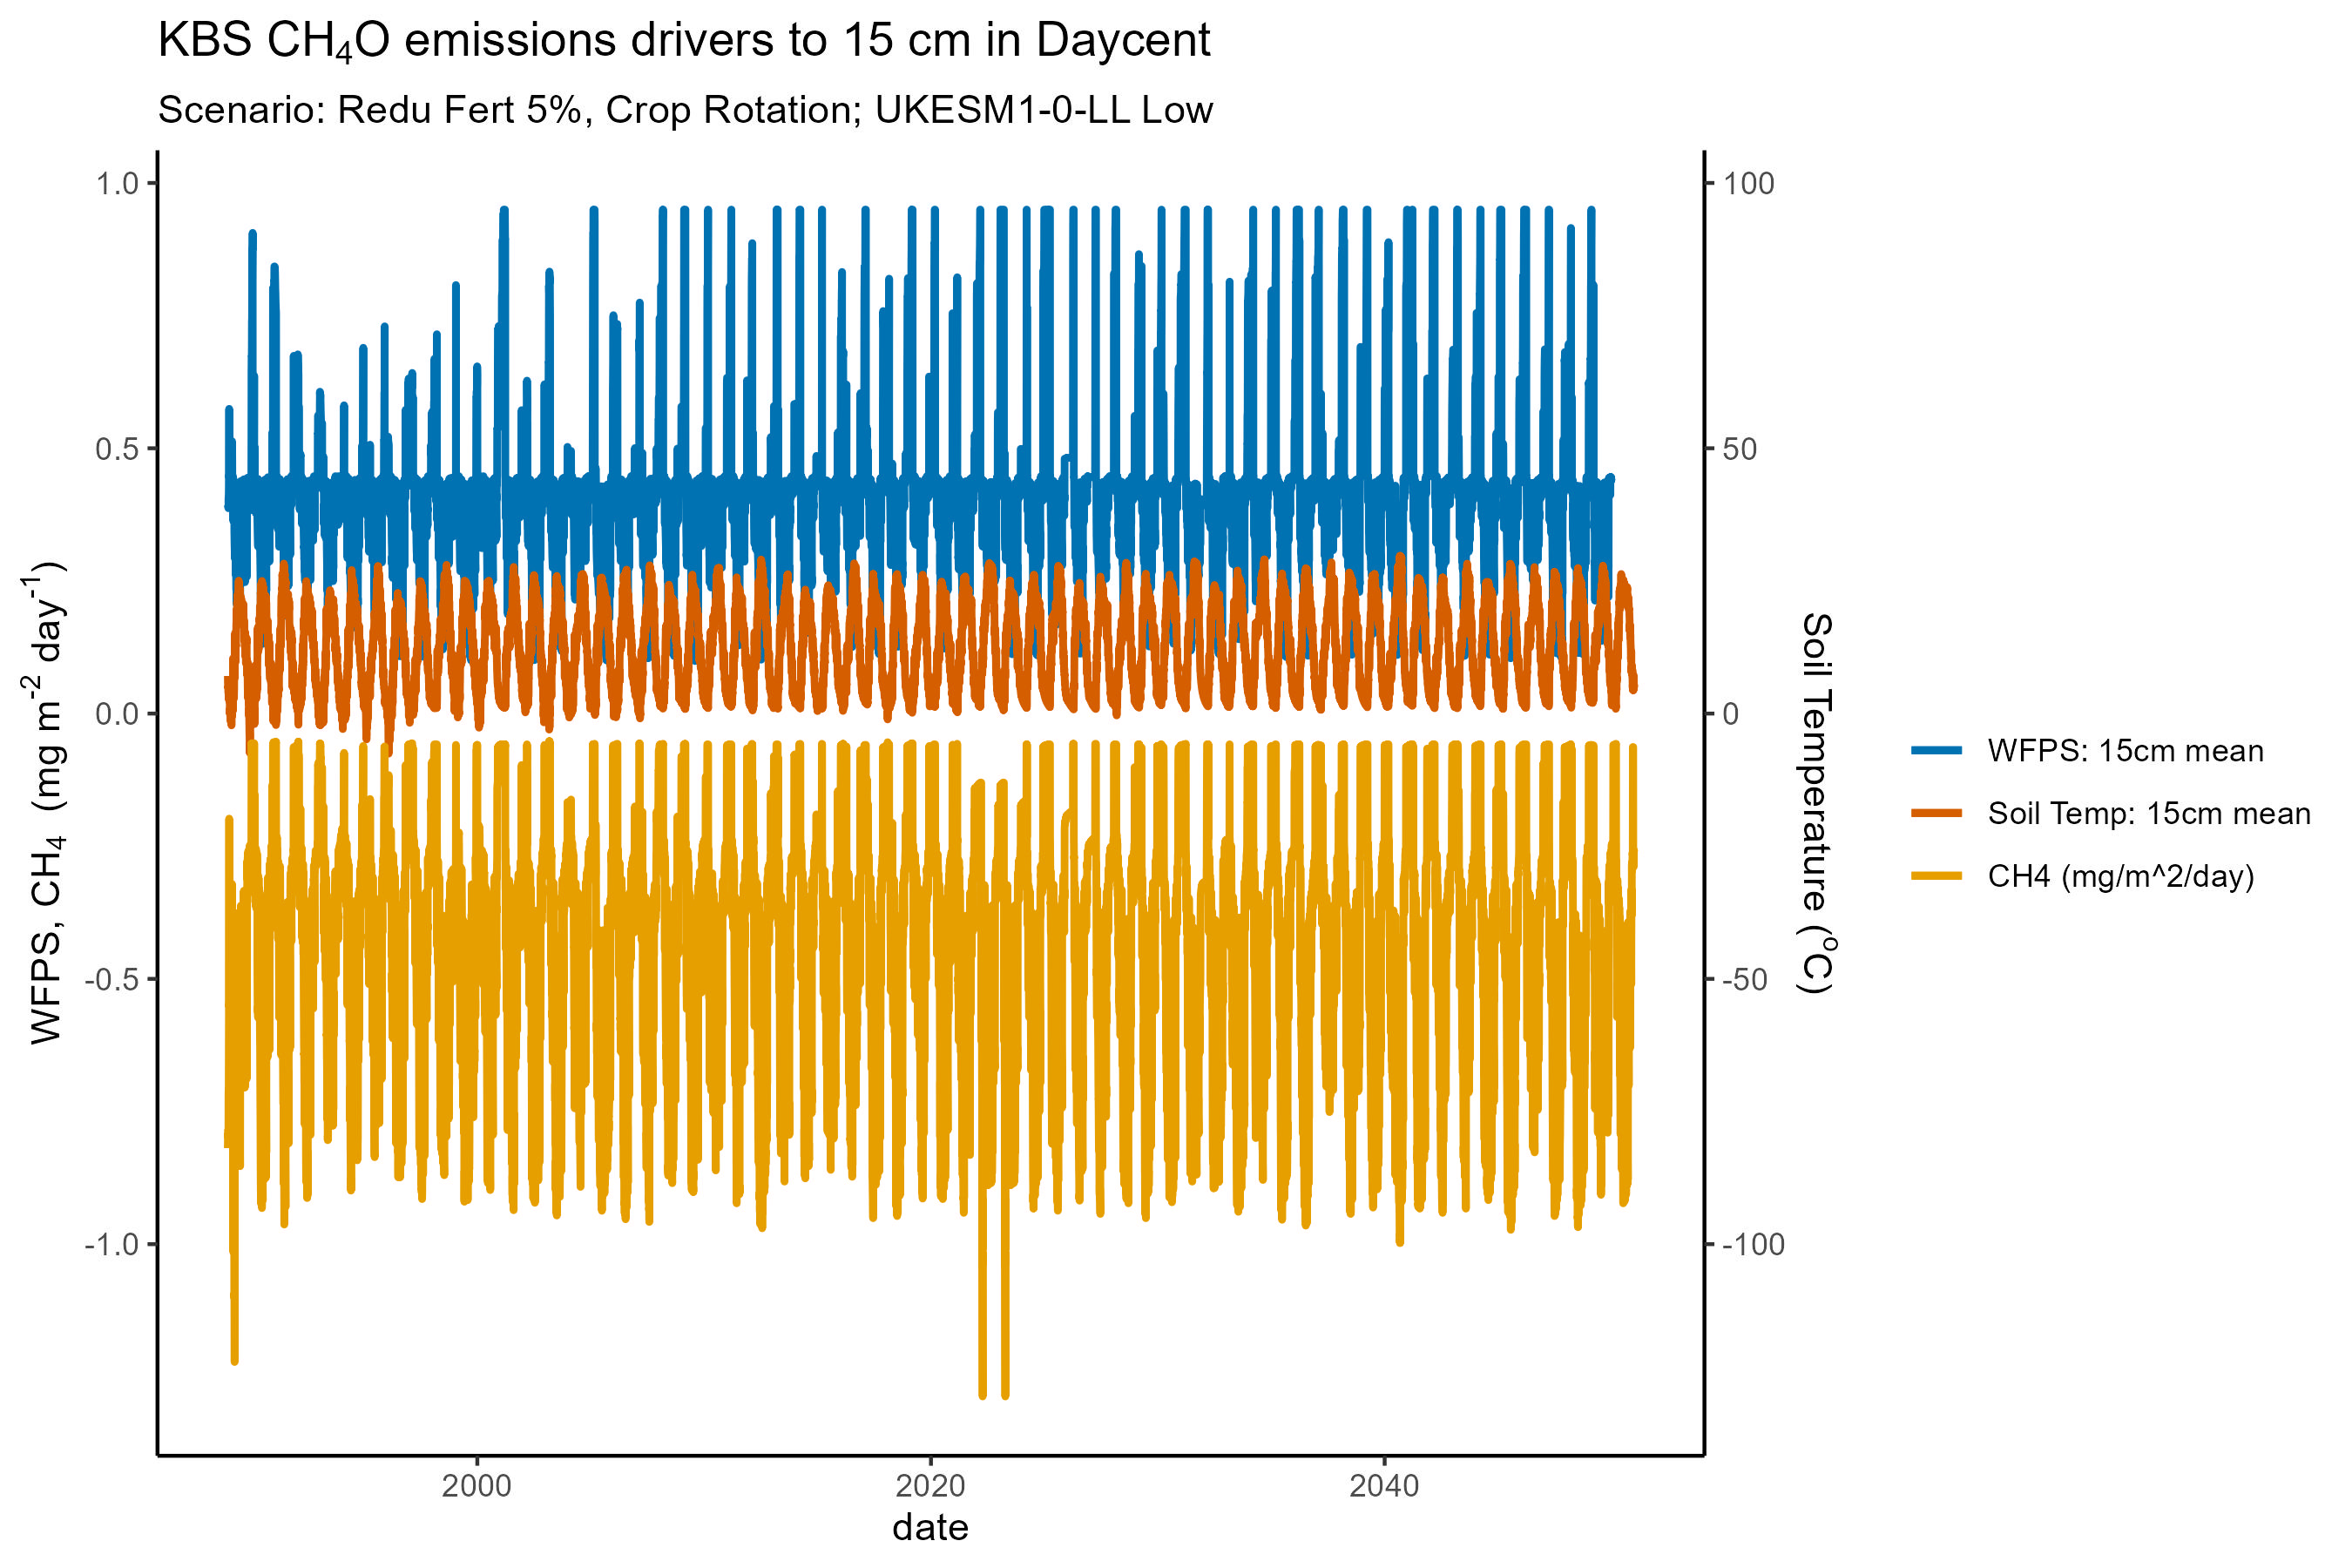 KBS CH₄O emissions drivers to 15 cm in Daycent
Scenario: Redu Fert 5%, Crop Rotation; UKESM1-0-LL Low
WFPS, CH₄ (mg m⁻² day⁻¹)
1.0
0.5
0.0
-0.5
-1.0
100
50
0
-50
-100
Soil Temperature (°C)
WFPS: 15cm mean
Soil Temp: 15cm mean
CH4 (mg/m^2/day)
2000
2020
2040
date